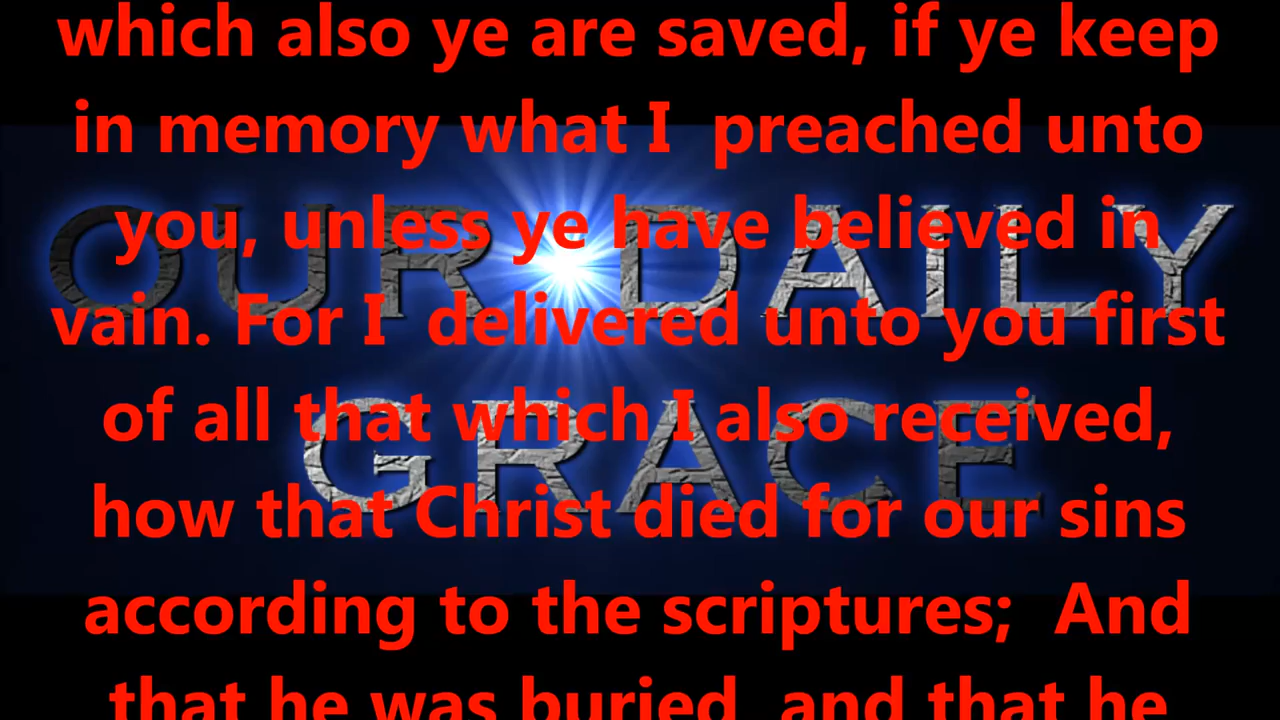 which also ye are saved, if ye keep
in memory what I  preached unto
you, unless ye have believed in
vain. For I  delivered unto you first
of all that which I also received,
how that Christ died for our sins
according to the scriptures;  And
that he was buried, and that he
OUR DAILY
GRACE